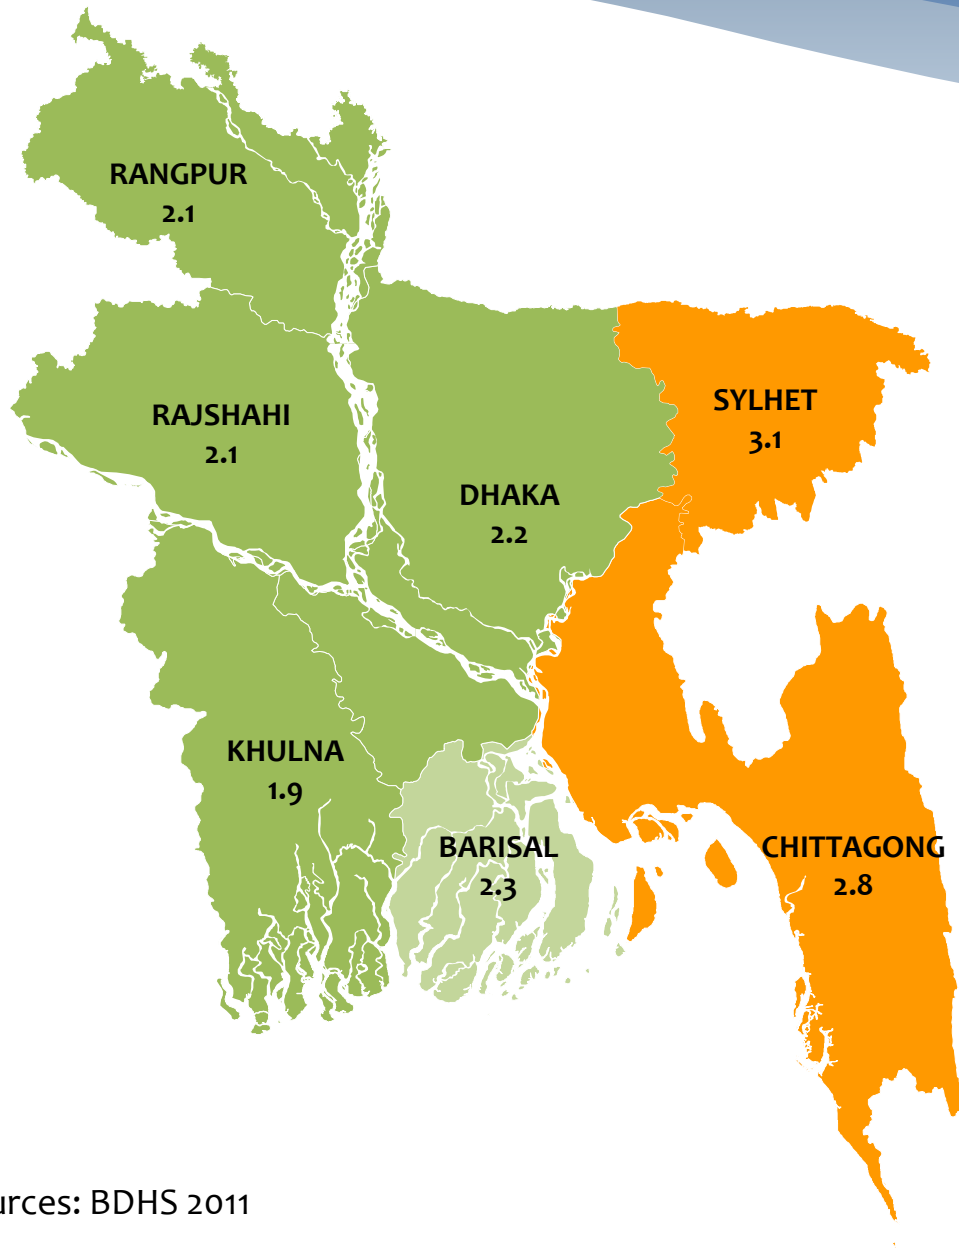 RANGPUR
2.1
RAJSHAHI
2.1
SYLHET
3.1
DHAKA
2.2
KHULNA
1.9
BARISAL
2.3
CHITTAGONG
2.8
urces: BDHS 2011